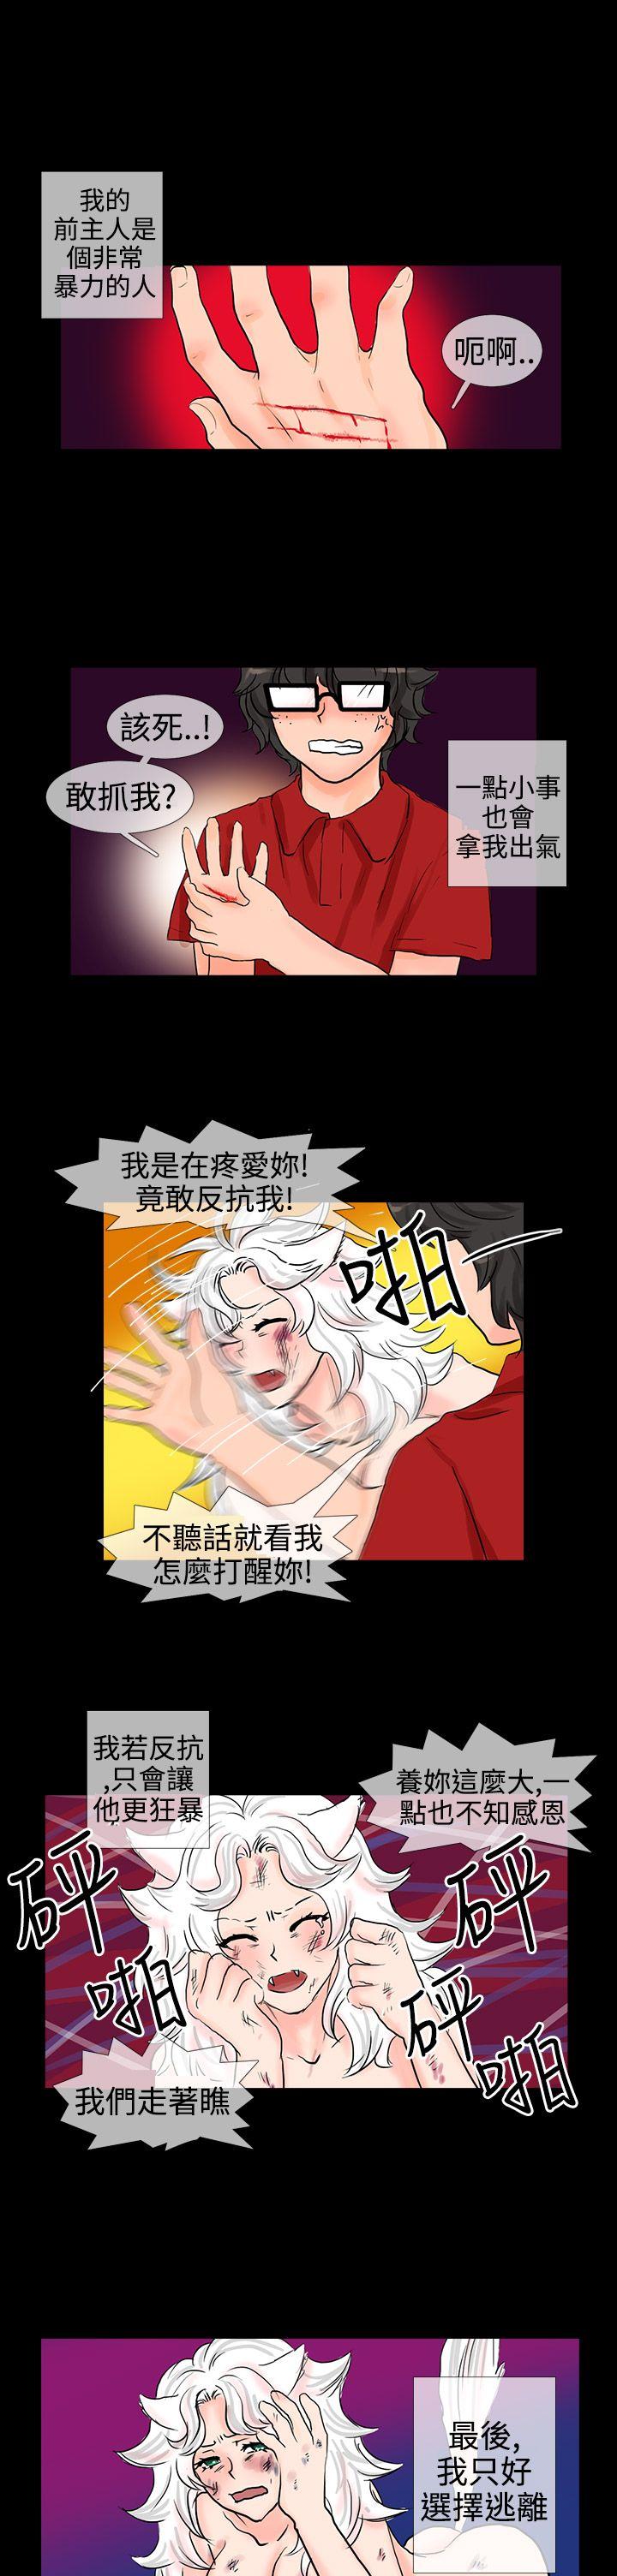 我的
前主人是
個非常
暴力的人
呃啊..
該死..!
敢抓我?
一點小事
也會
拿我出氣
我是在疼愛妳!
竟敢反抗我!
啪
不聽話就看我
怎麼打醒妳!
我若反抗
,只會讓
他更狂暴
養妳這麼大,一
點也不知感恩
砰
砰
啪
砰
啪
我們走著瞧
最後,
我只好
選擇逃離